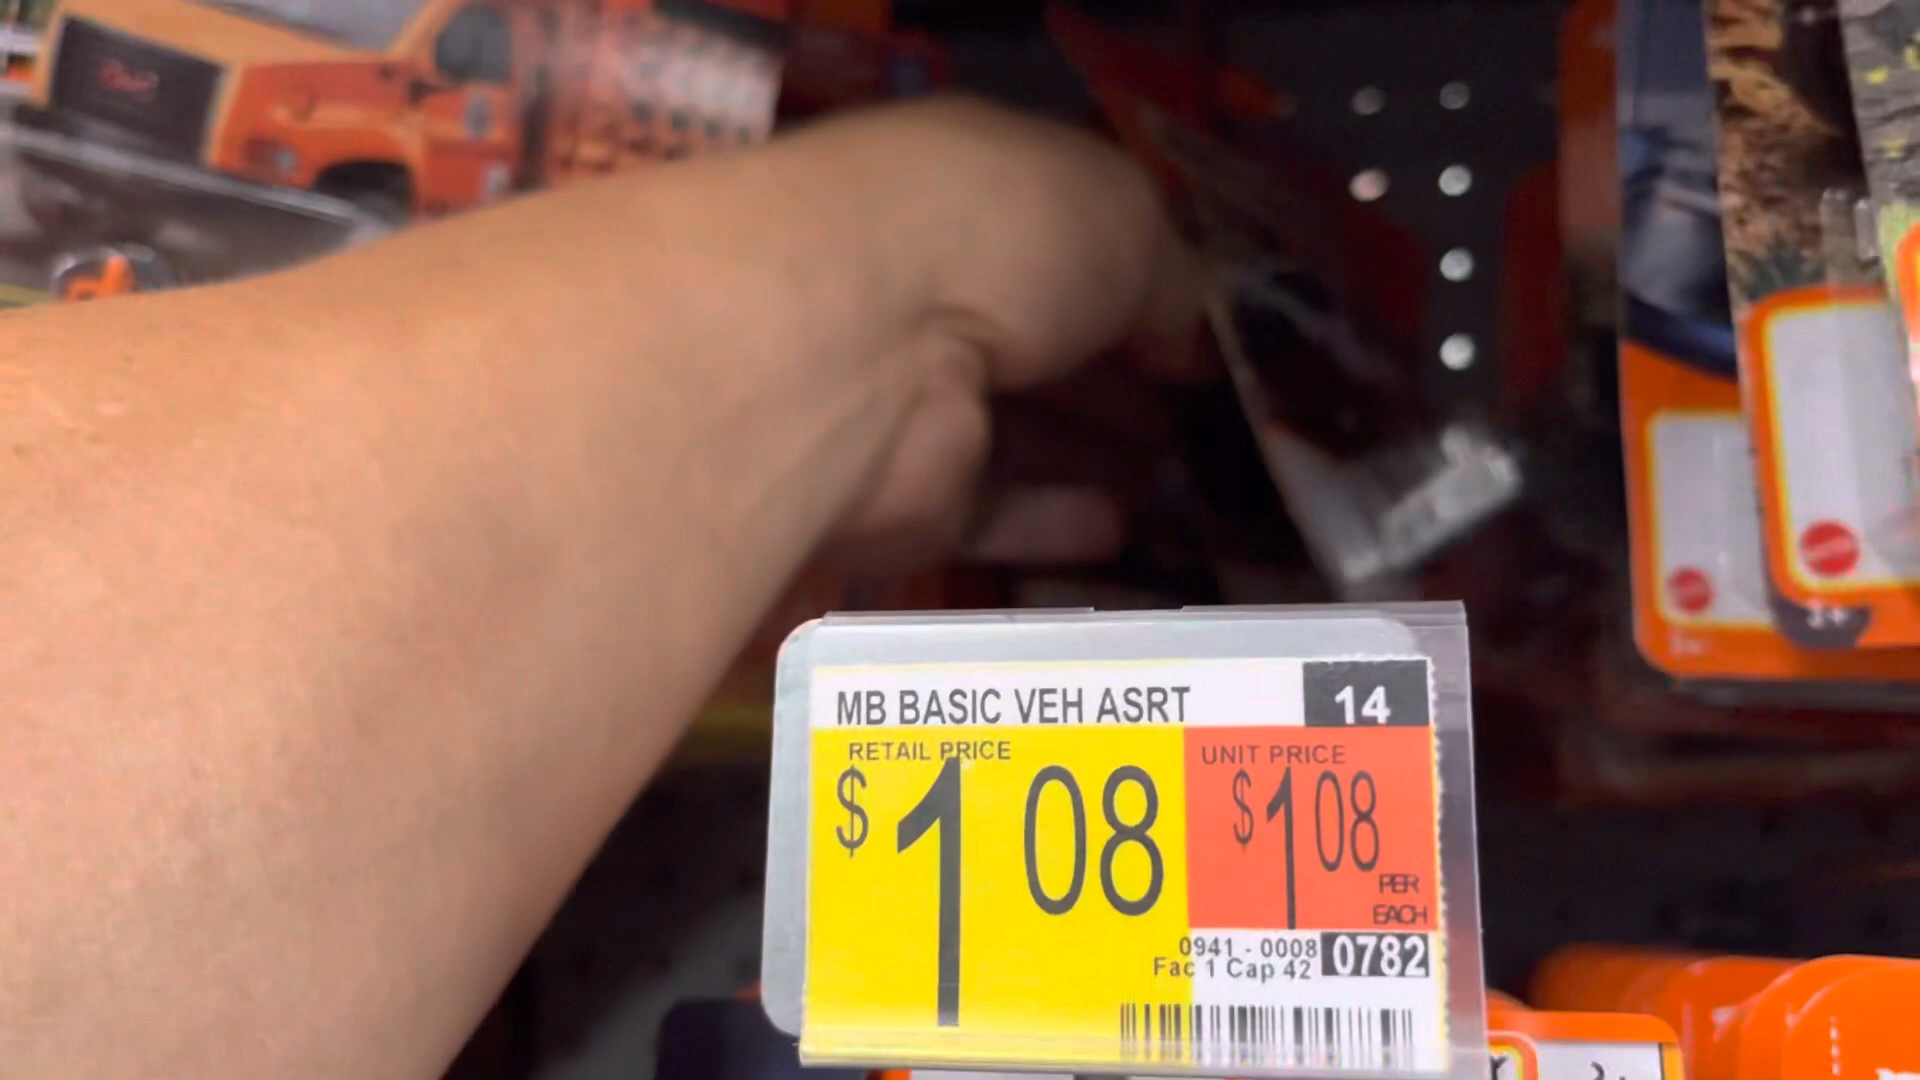 MB BASIC VEH ASRT 14
RETAIL PRICE
$1 08
UNIT PRICE
$1 08
PER
EACH
0941 - 0008 0782
Fac 1 Cap 42
3+